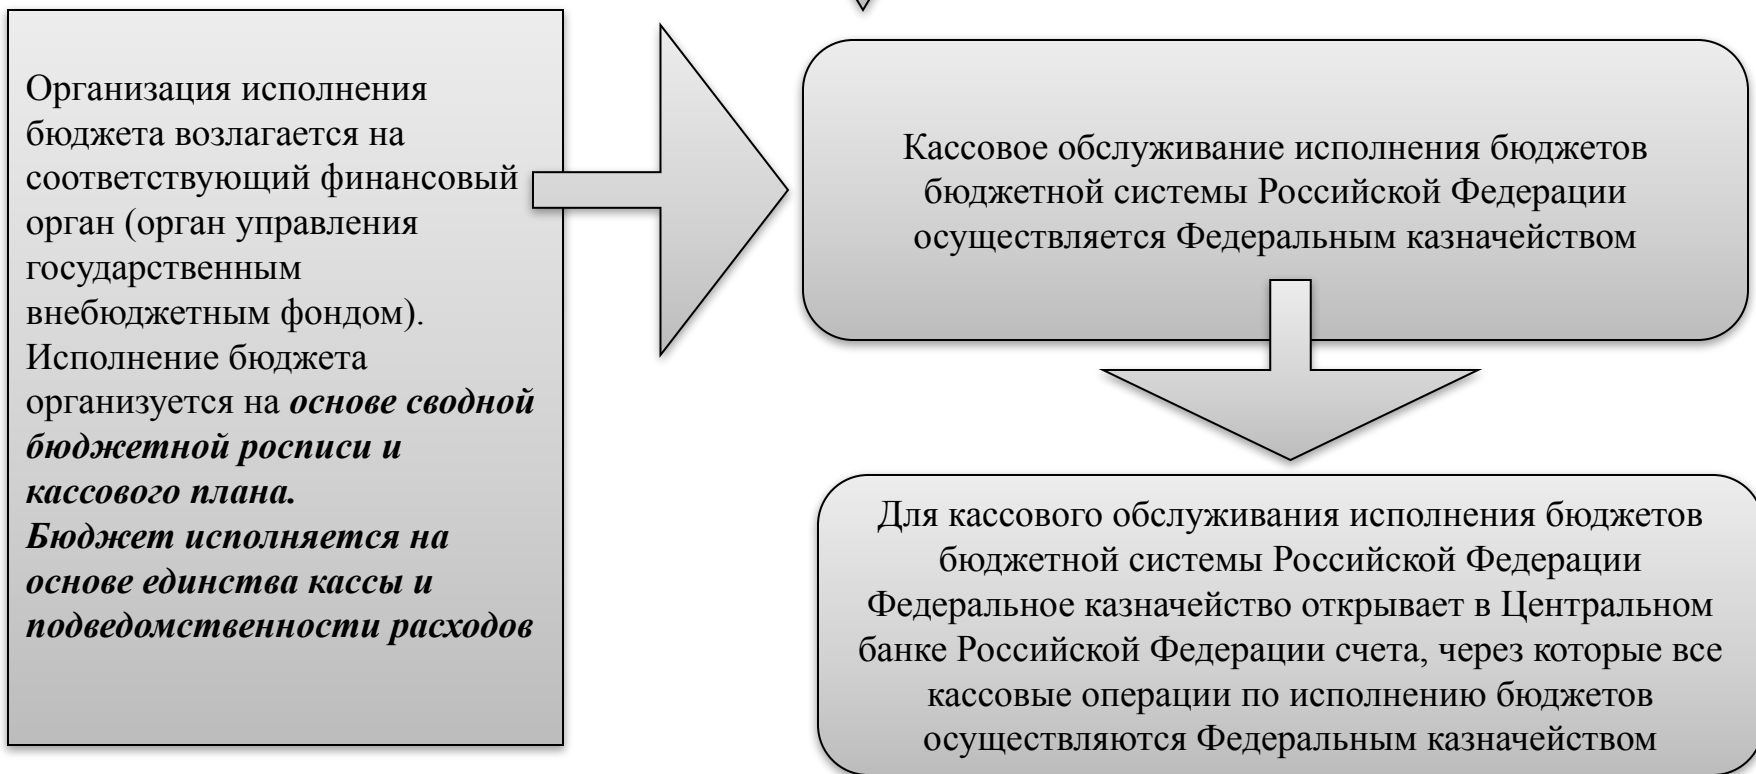 Организация исполнения
бюджета возлагается на
соответствующий финансовый
орган (орган управления
государственным
внебюджетным фондом).
Исполнение бюджета
организуется на основе сводной
бюджетной росписи и
кассового плана.
Бюджет исполняется на
основе единства кассы и
подведомственности расходов
Кассовое обслуживание исполнения бюджетов
бюджетной системы Российской Федерации
осуществляется Федеральным казначейством
Для кассового обслуживания исполнения бюджетов
бюджетной системы Российской Федерации
Федеральное казначейство открывает в Центральном
банке Российской Федерации счета, через которые все
кассовые операции по исполнению бюджетов
осуществляются Федеральным казначейством